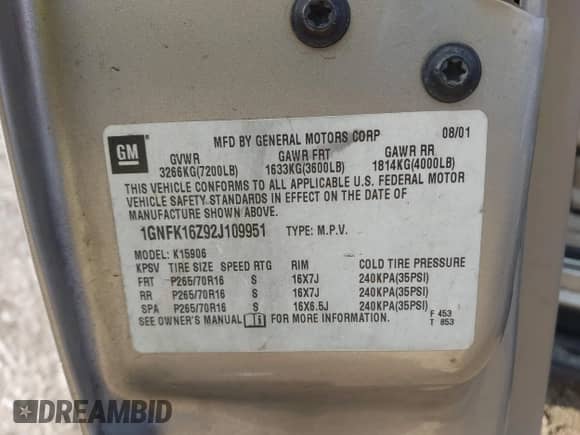 GM
MFD BY GENERAL MOTORS CORP 08/01
GVWR GAWR FRT GAWR RR
3266KG(7200LB) 1633KG(3600LB) 1814KG(4000LB)
THIS VEHICLE CONFORMS TO ALL APPLICABLE U.S. FEDERAL MOTOR
VEHICLE SAFETY STANDARDS IN EFFECT ON THE DATE OF
MANUFACTURE SHOWN ABOVE.
1GNFK16Z92J109951 TYPE: M.P.V.
MODEL: K15906
KPSV TIRE SIZE SPEED RTG RIM COLD TIRE PRESSURE
FRT P265/70R16 S 16X7J 240KPA(35PSI)
RR P265/70R16 S 16X7J 240KPA(35PSI)
SPA P265/70R16 S 16X6.5J 240KPA(35PSI)
SEE OWNER'S MANUAL FOR MORE INFORMATION.
F 453
T 853
DREAMBID